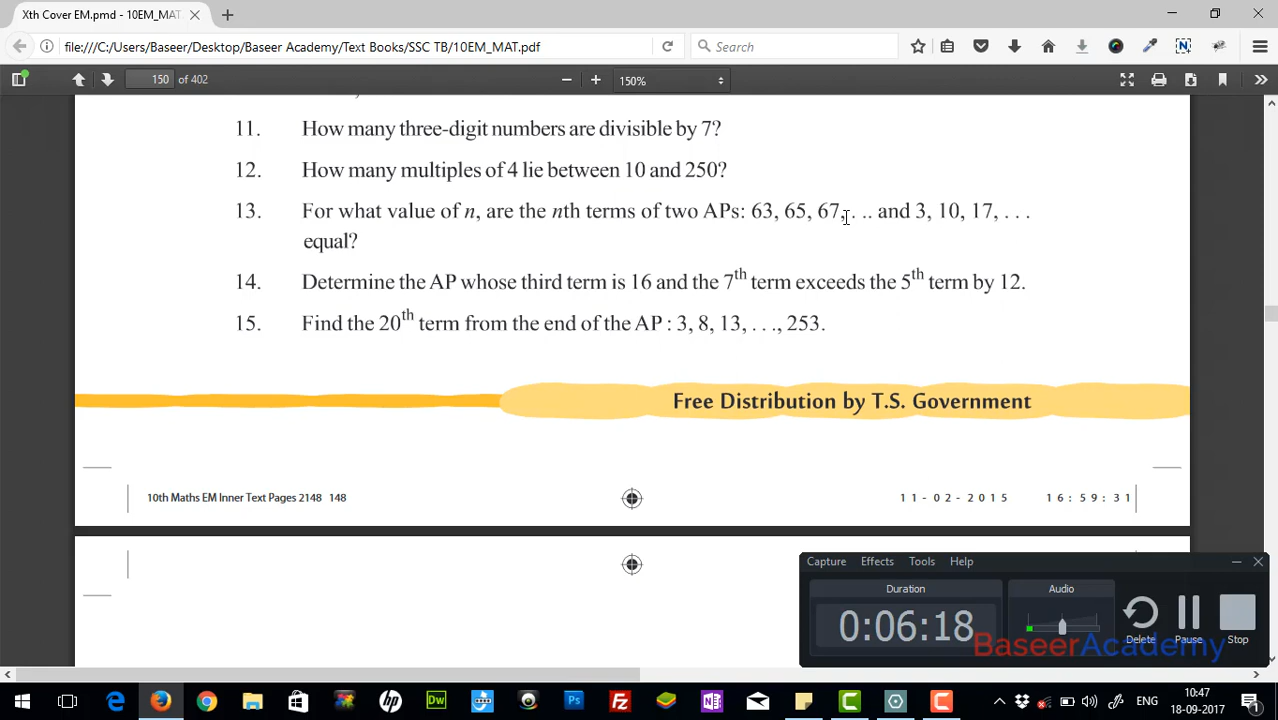 Xth Cover EM.pmd - 10EM_MAT.
file:///C:/Users/Baseer/Desktop/Baseer Academy/Text Books/SSC TB/10EM_MAT.pdf
Search
150 of 402
150%
11. How many three-digit numbers are divisible by 7?
12. How many multiples of 4 lie between 10 and 250?
13. For what value of n, are the nth terms of two APs: 63, 65, 67, . . . and 3, 10, 17, . . .
equal?
14. Determine the AP whose third term is 16 and the 7th term exceeds the 5th term by 12.
15. Find the 20th term from the end of the AP : 3, 8, 13, . . ., 253.
Free Distribution by T.S. Government
10th Maths EM Inner Text Pages 2148 148
11-02-2015 16:59:31
Capture Effects Tools Help
Duration Audio
0:06:18
Delete Pause Stop
BaseerAcademy
ENG
10:47
18-09-2017